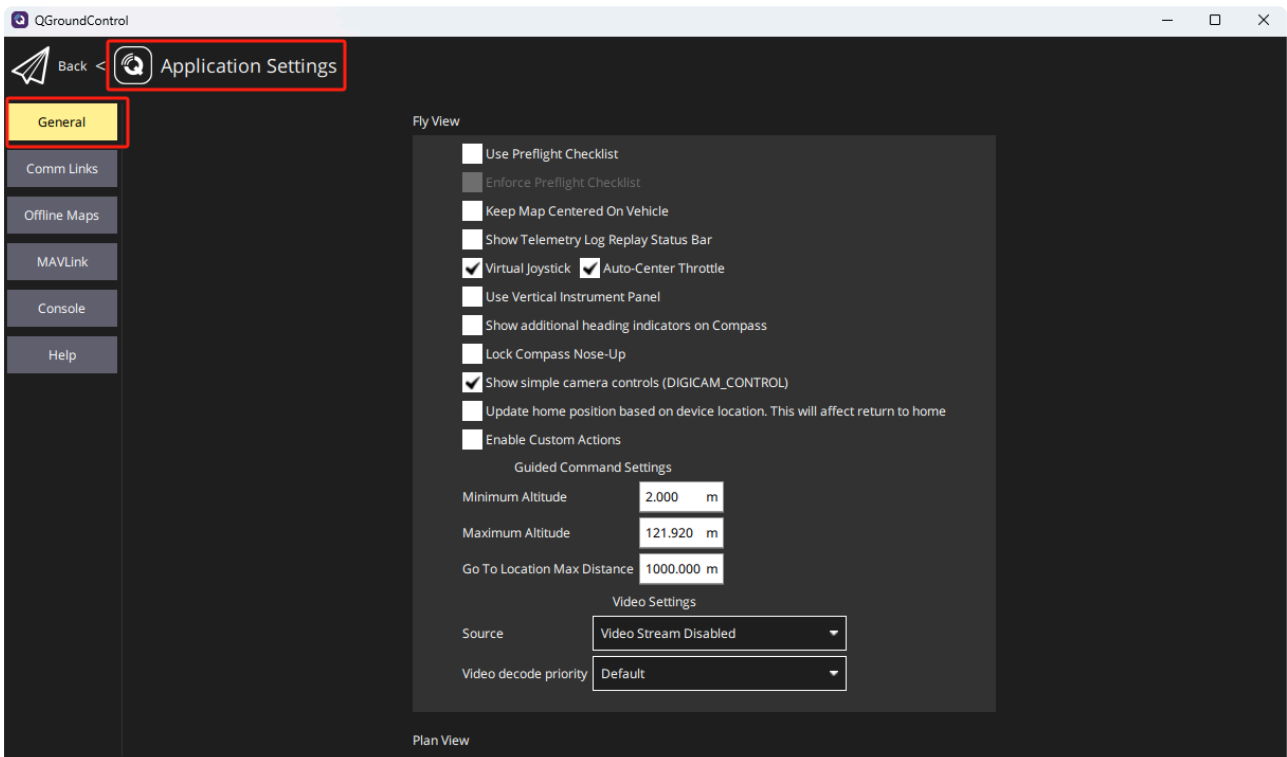 QGroundControl
Back < Application Settings
General
Comm Links
Offline Maps
MAVLink
Console
Help
Fly View
Use Preflight Checklist
Enforce Preflight Checklist
Keep Map Centered On Vehicle
Show Telemetry Log Replay Status Bar
Virtual Joystick Auto-Center Throttle
Use Vertical Instrument Panel
Show additional heading indicators on Compass
Lock Compass Nose-Up
Show simple camera controls (DIGICAM_CONTROL)
Update home position based on device location. This will affect return to home
Enable Custom Actions
Guided Command Settings
Minimum Altitude 2.000 m
Maximum Altitude 121.920 m
Go To Location Max Distance 1000.000 m
Video Settings
Source Video Stream Disabled
Video decode priority Default
Plan View